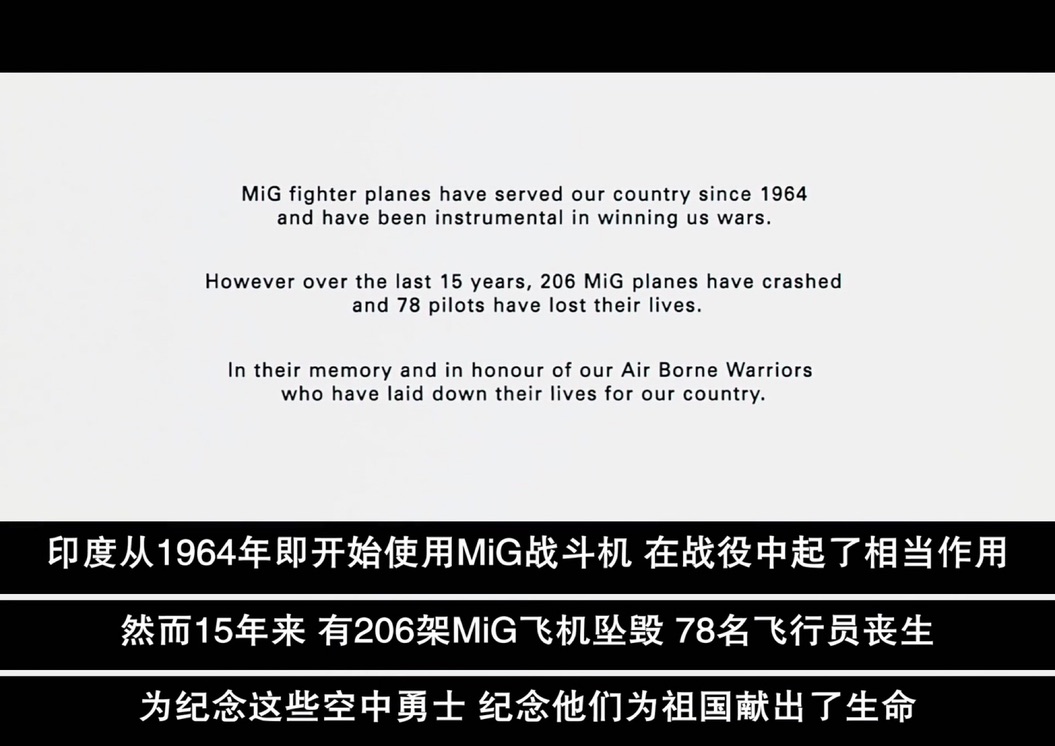 MiG fighter planes have served our country since 1964
and have been instrumental in winning us wars.
However over the last 15 years, 206 MiG planes have crashed
and 78 pilots have lost their lives.
In their memory and in honour of our Air Borne Warriors
who have laid down their lives for our country.
印度从1964年即开始使用MiG战斗机 在战役中起了相当作用
然而15年来 有206架MiG飞机坠毁 78名飞行员丧生
为纪念这些空中勇士 纪念他们为祖国献出了生命